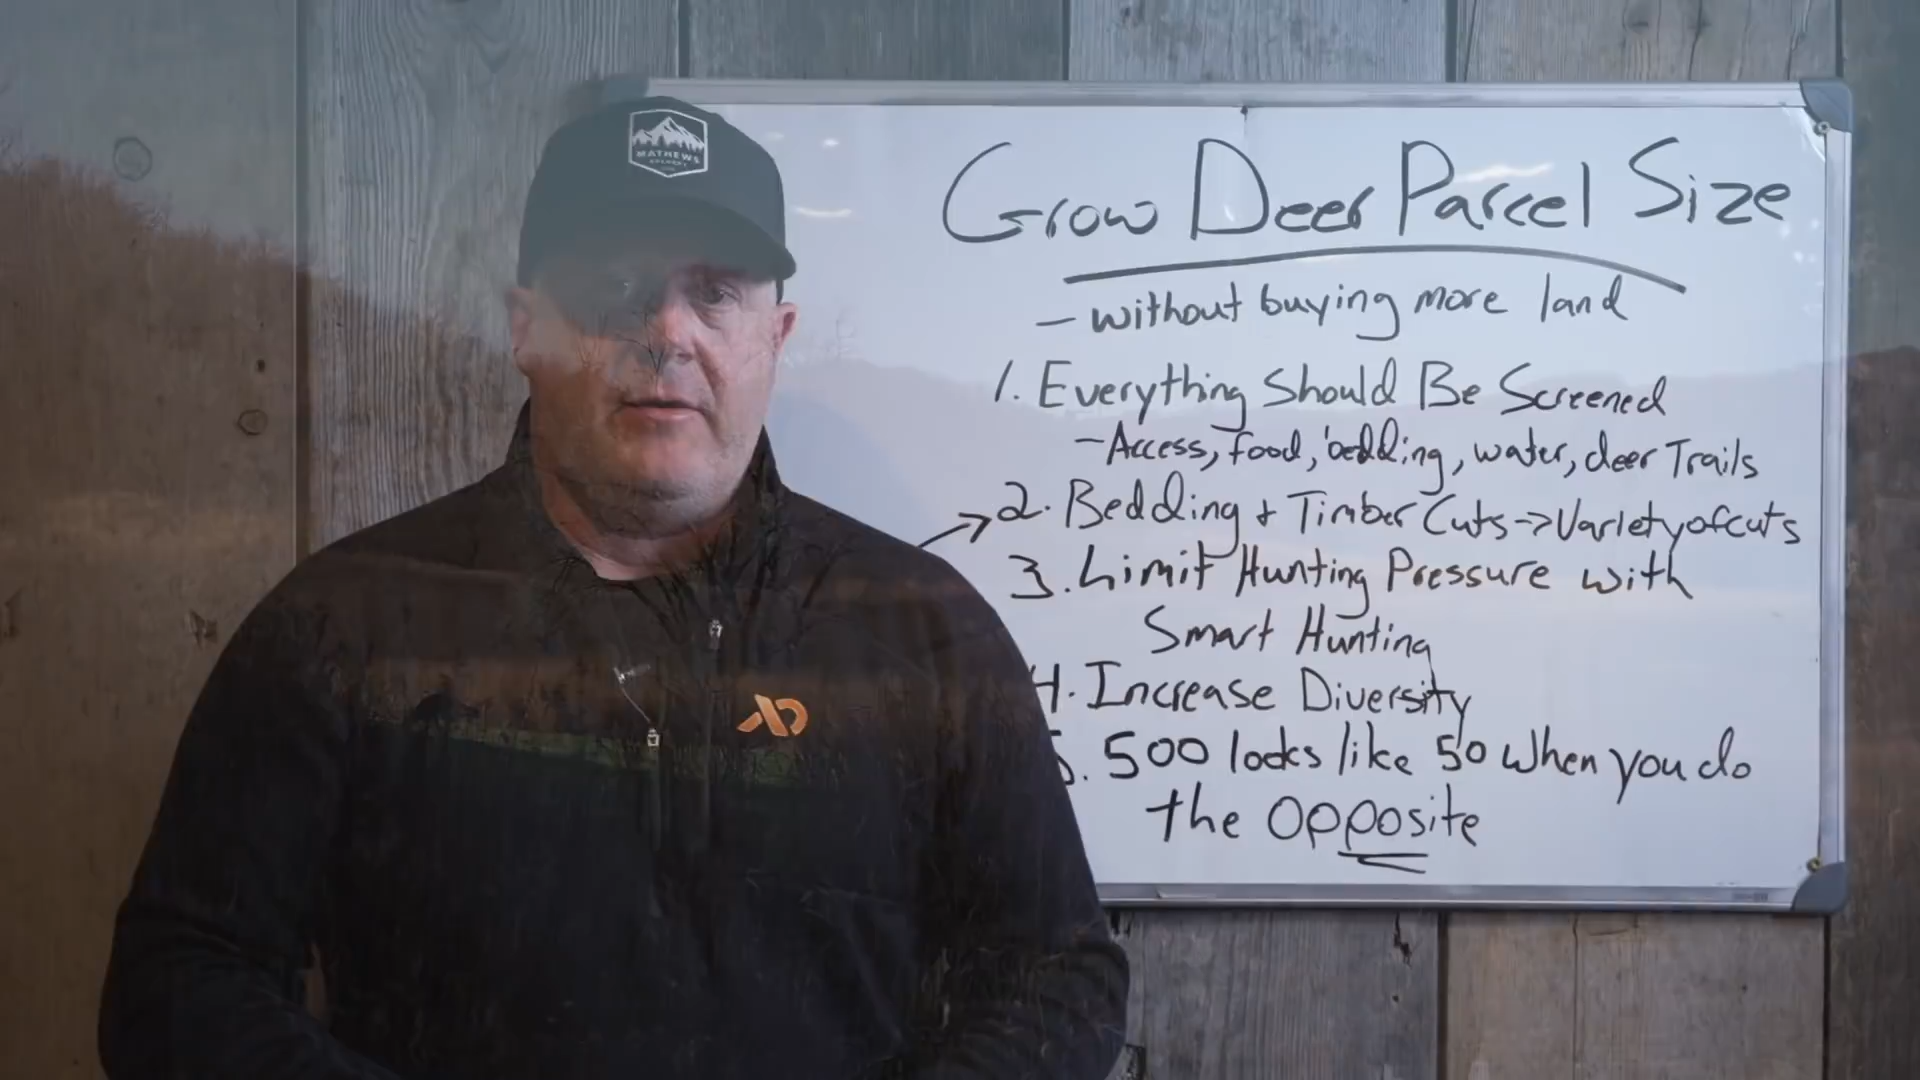 MATHEWS
Grow Deer Parcel Size
- without buying more land
1. Everything Should Be Screened
- Access, food, bedding, water, deer Trails
2. Bedding + Timber Cuts -> Variety of cuts
3. Limit Hunting Pressure with
Smart Hunting
4. Increase Diversity
5. 500 looks like 50 when you do
the opposite